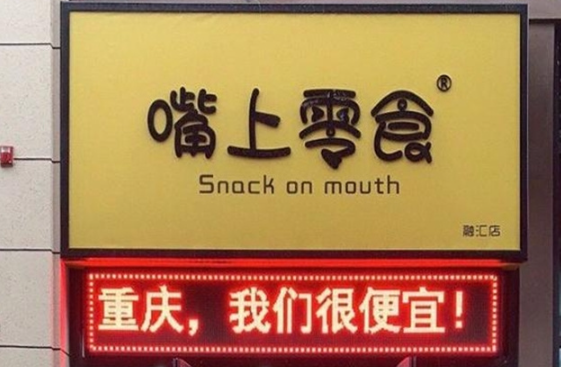 嘴上零食®
Snack on mouth
融汇店
重庆，我们很便宜！